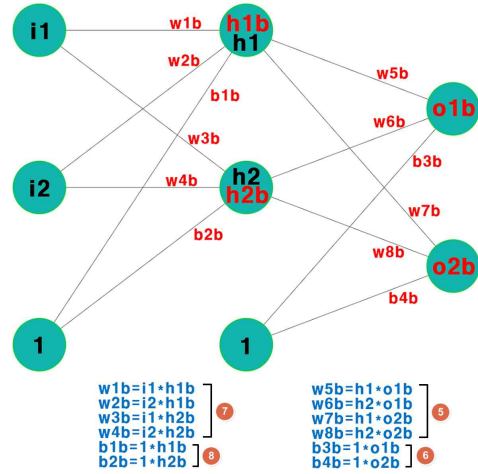 i1
w1b
h1b
h1
w2b
b1b
w5b
o1b
w3b
w6b
b3b
i2
w4b
h2
h2b
w7b
b2b
w8b
o2b
b4b
1
1
w1b=i1*h1b
w2b=i2*h1b
w3b=i1*h2b
w4b=i2*h2b
7
b1b=1*h1b
b2b=1*h2b
8
w5b=h1*o1b
w6b=h2*o1b
w7b=h1*o2b
w8b=h2*o2b
5
b3b=1*o1b
b4b=1*o2b
6